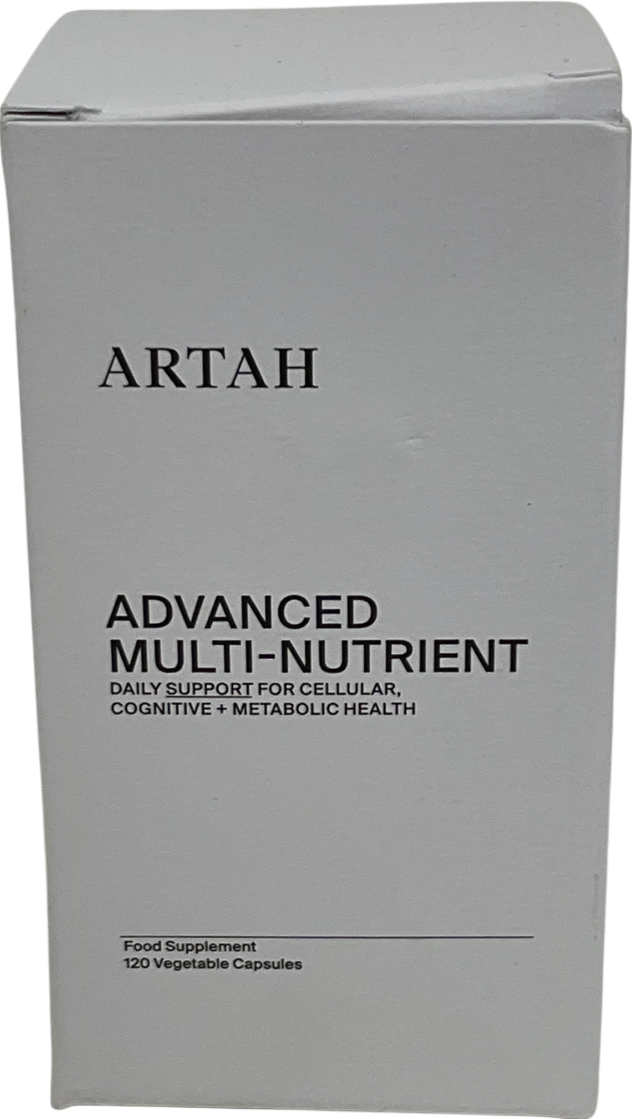 ARTAH
ADVANCED
MULTI-NUTRIENT
DAILY SUPPORT FOR CELLULAR,
COGNITIVE + METABOLIC HEALTH
Food Supplement
120 Vegetable Capsules